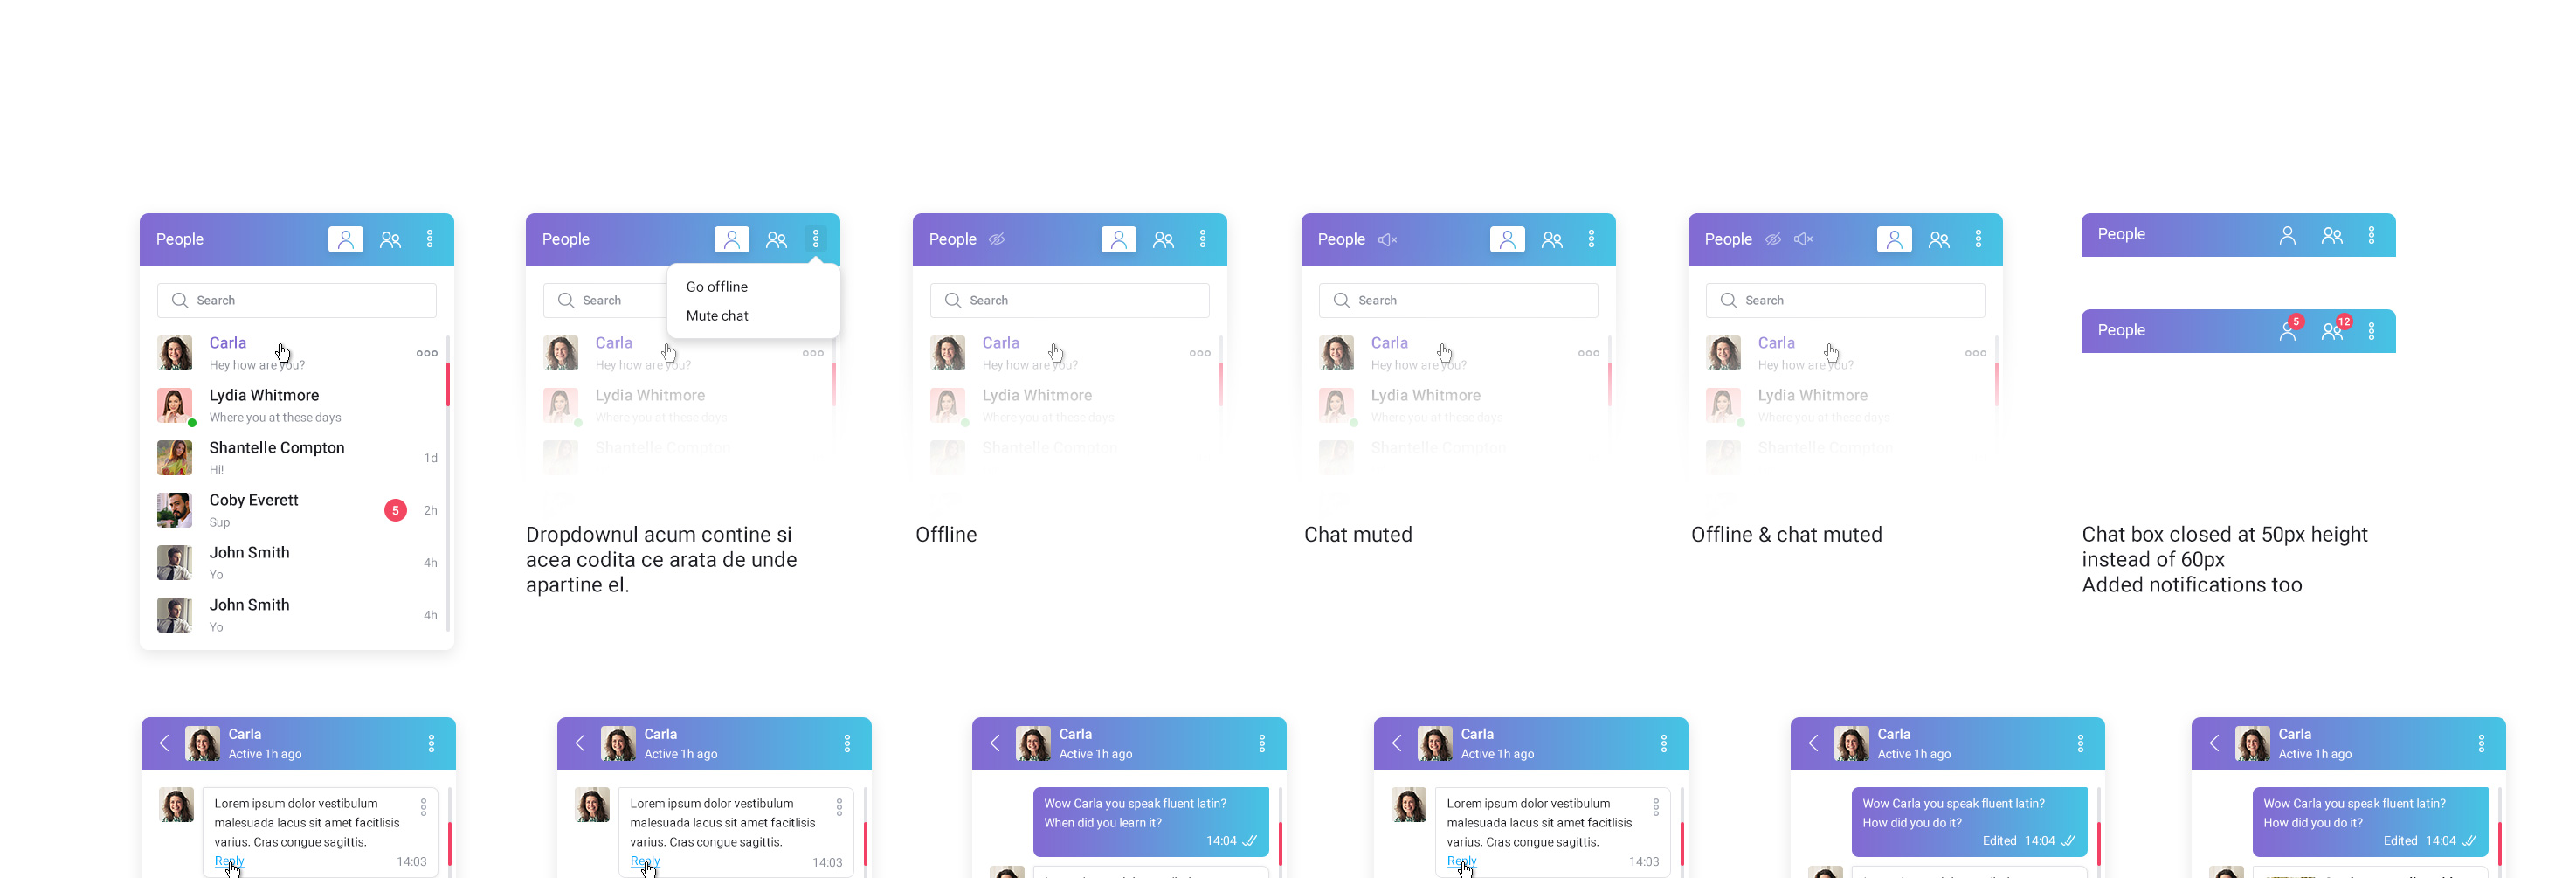 People
Search
Carla
Hey how are you?
Lydia Whitmore
Where you at these days
Shantelle Compton
Hi!
1d
Coby Everett
Sup
5
2h
John Smith
Yo
4h
John Smith
Yo
4h
People
Go offline
Mute chat
Search
Carla
Hey how are you?
Lydia Whitmore
Where you at these days
Shantelle Compton
Dropdownul acum contine si
acea codita ce arata de unde
apartine el.
People
Search
Carla
Hey how are you?
Lydia Whitmore
Where you at these days
Shantelle Compton
Offline
People
Search
Carla
Hey how are you?
Lydia Whitmore
Where you at these days
Shantelle Compton
Chat muted
People
Search
Carla
Hey how are you?
Lydia Whitmore
Where you at these days
Shantelle Compton
Offline & chat muted
People
People
5
12
Chat box closed at 50px height
instead of 60px
Added notifications too
Carla
Active 1h ago
Lorem ipsum dolor vestibulum
malesuada lacus sit amet facitlisis
varius. Cras congue sagittis.
Reply
14:03
Carla
Active 1h ago
Lorem ipsum dolor vestibulum
malesuada lacus sit amet facitlisis
varius. Cras congue sagittis.
Reply
14:03
Carla
Active 1h ago
Wow Carla you speak fluent latin?
When did you learn it?
14:04
Carla
Active 1h ago
Lorem ipsum dolor vestibulum
malesuada lacus sit amet facitlisis
varius. Cras congue sagittis.
Reply
14:03
Carla
Active 1h ago
Wow Carla you speak fluent latin?
How did you do it?
Edited 14:04
Carla
Active 1h ago
Wow Carla you speak fluent latin?
How did you do it?
Edited 14:04